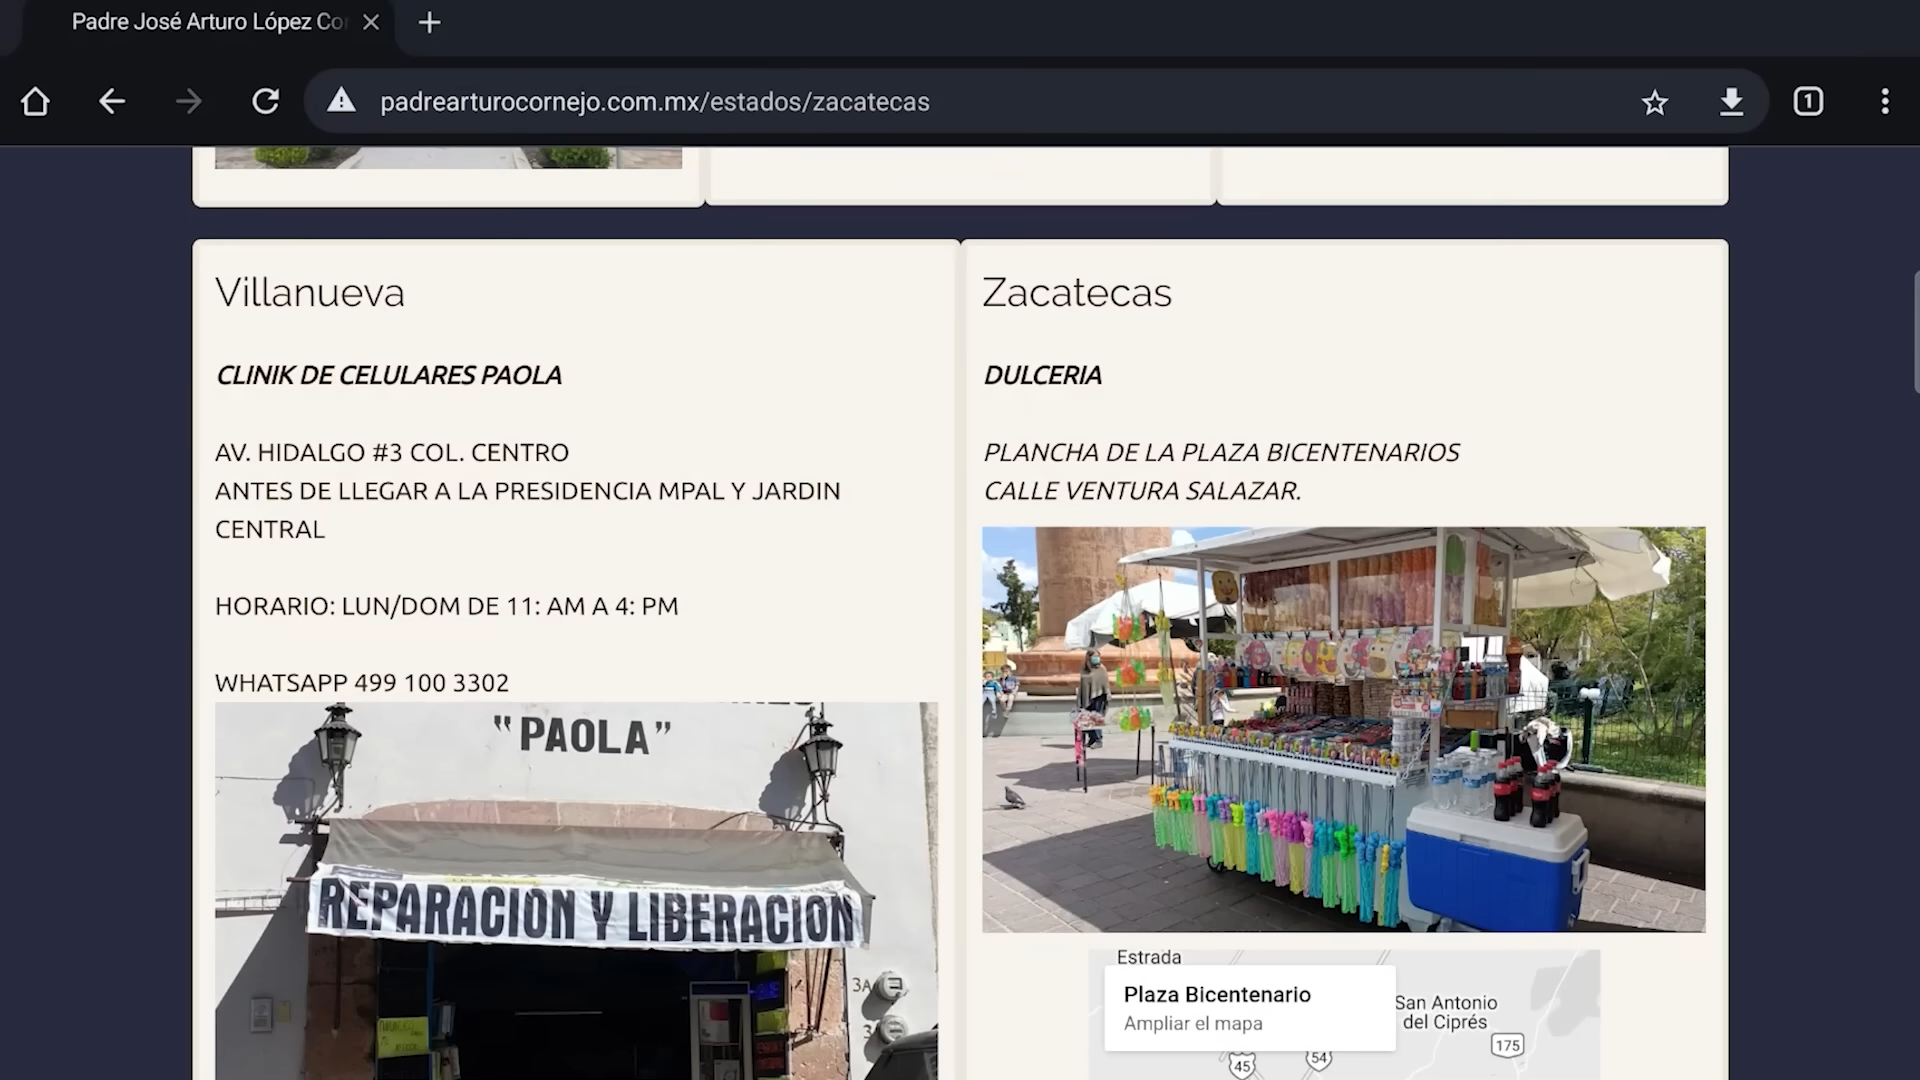 Padre José Arturo López Co
padrearturocornejo.com.mx/estados/zacatecas
1
Villanueva
CLINIK DE CELULARES PAOLA
AV. HIDALGO #3 COL. CENTRO
ANTES DE LLEGAR A LA PRESIDENCIA MPAL Y JARDIN
CENTRAL
HORARIO: LUN/DOM DE 11: AM A 4: PM
WHATSAPP 499 100 3302
"PAOLA"
REPARACION Y LIBERACION
3A
3
Zacatecas
DULCERIA
PLANCHA DE LA PLAZA BICENTENARIOS
CALLE VENTURA SALAZAR.
Estrada
Plaza Bicentenario
Ampliar el mapa
San Antonio
del Ciprés
175
45
54